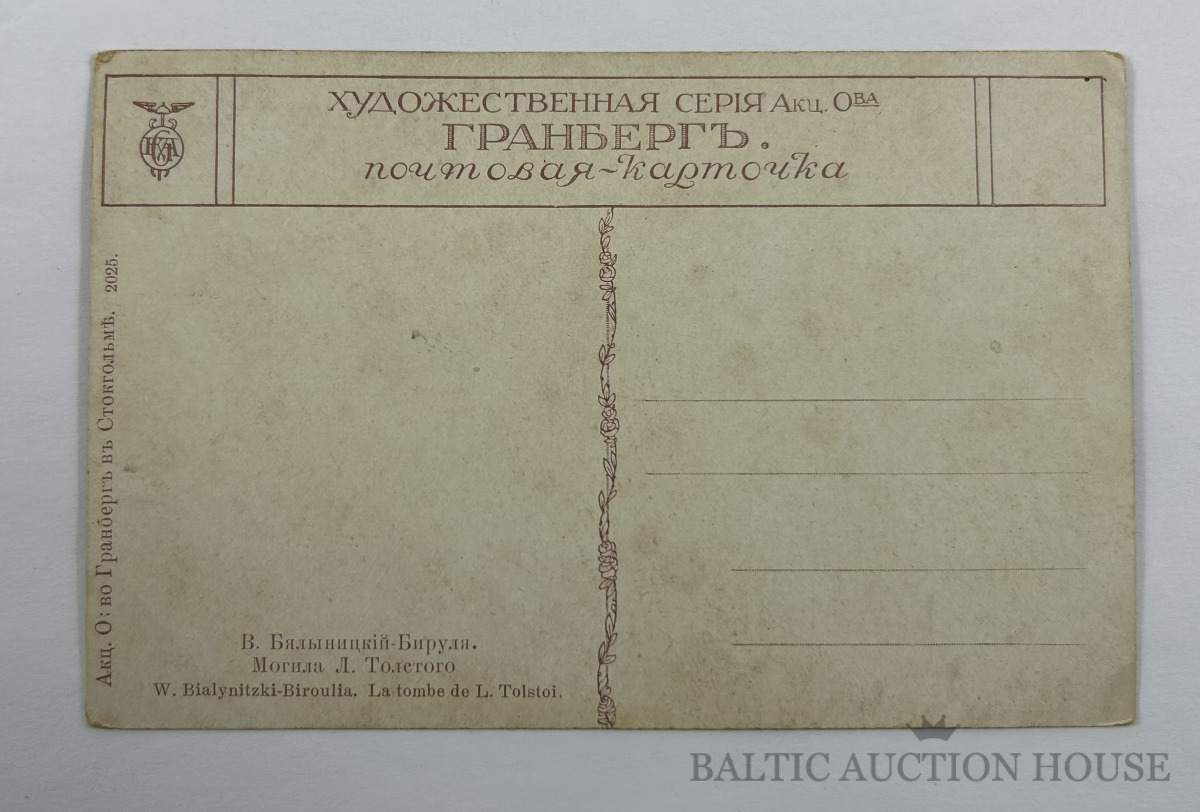 ХУДОЖЕСТВЕННАЯ СЕРІЯ Акц. Ова
ГРАНБЕРГЪ.
почтовая-карточка
Акц. О: во Гранбергъ въ Стокгольмѣ. 2025.
В. Бялыницкій-Бируля.
Могила Л. Толстого
W. Bialynitzki-Biroulia. La tombe de L. Tolstoi.
BALTIC AUCTION HOUSE